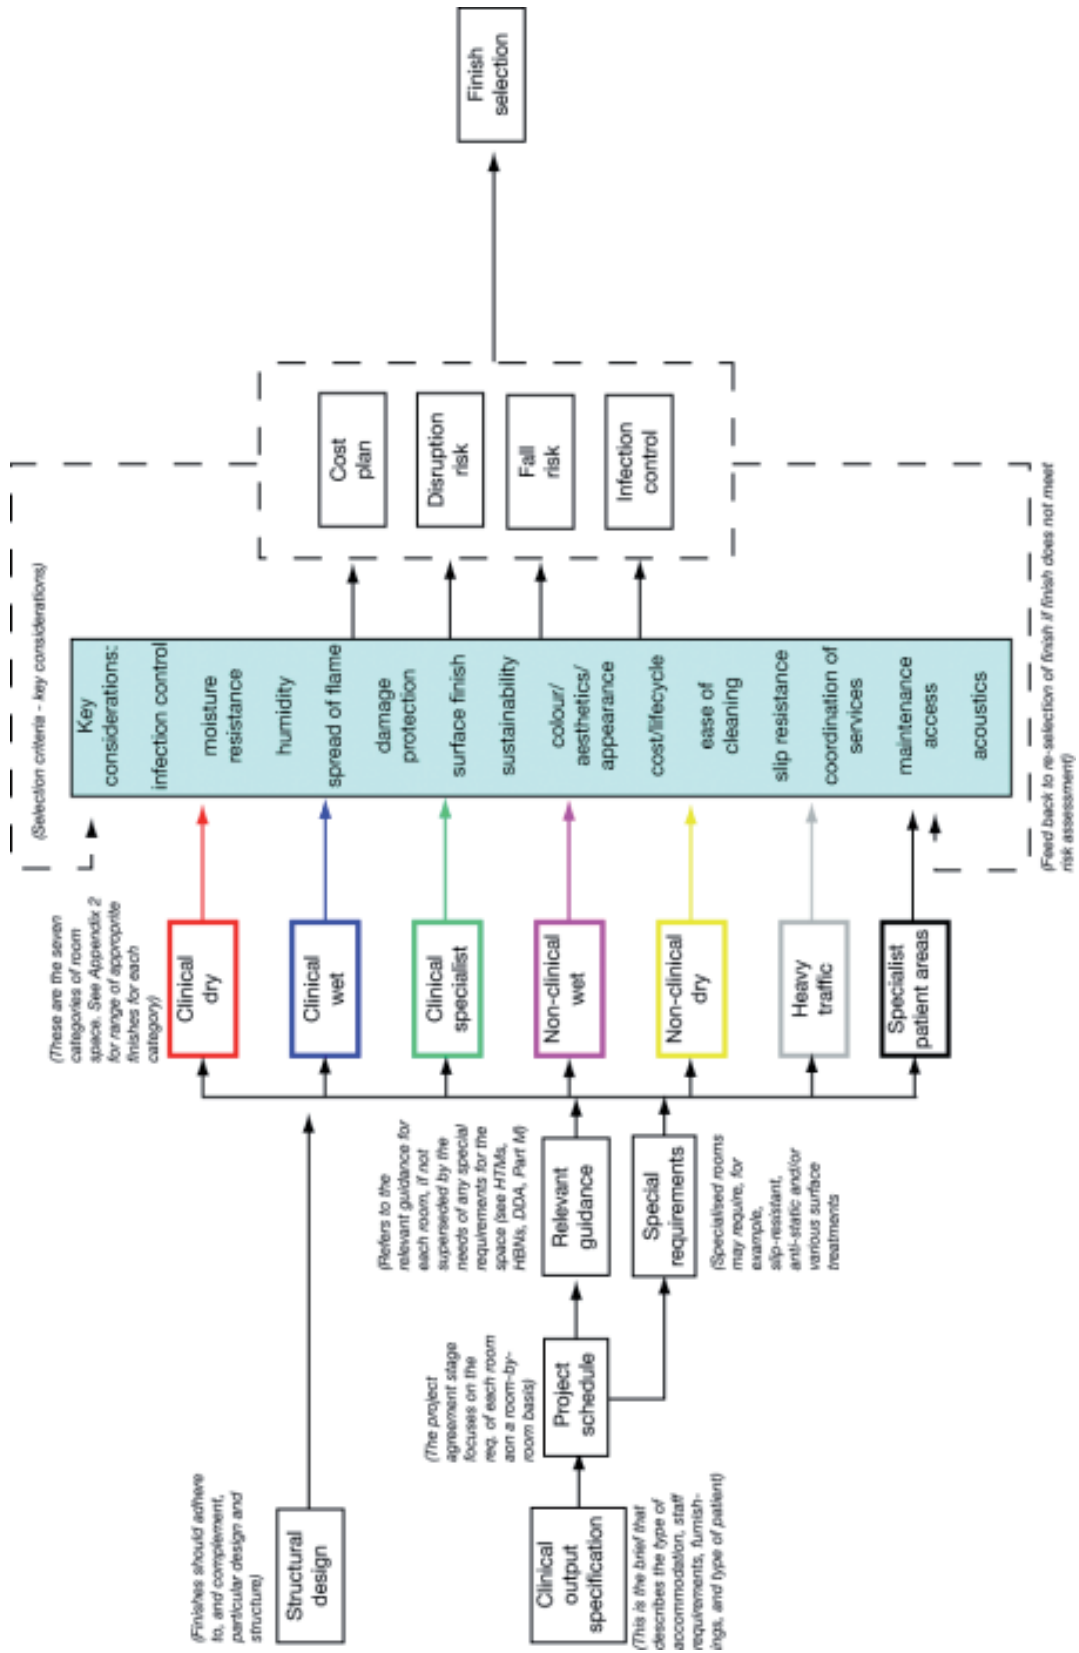 (Finishes should adhere
to, and complement,
particular design and
structure)
Structural
design
Clinical
output
specification
(This is the brief that
describes the type of
accommodation, staff
requirements, furnish-
ings, and type of patient)
(The project
agreement stage
focuses on the
req. of each room
aon a room-by-
room basis)
Project
schedule
(Refers to the
relevant guidance for
each room, if not
superseded by the
needs of any special
requirements for the
space (see HTMs,
HBNs, DDA, Part M)
Relevant
guidance
Special
requirements
(Specialised rooms
may require, for
example,
slip-resistant,
anti-static and/or
various surface
treatments
(These are the seven
categories of room
space. See Appendix 2
for range of approprite
finishes for each
category)
Clinical
dry
Clinical
wet
Clinical
specialist
Non-clinical
wet
Non-clinical
dry
Heavy
traffic
Specialist
patient areas
(Selection criteria - key considerations)
Key
considerations:
infection control
moisture
resistance
humidity
spread of flame
damage
protection
surface finish
sustainability
colour/
aesthetics/
appearance
cost/lifecycle
ease of
cleaning
slip resistance
coordination of
services
maintenance
access
acoustics
(Feed back to re-selection of finish if finish does not meet
risk assessment)
Cost
plan
Disruption
risk
Fall
risk
Infection
control
Finish
selection